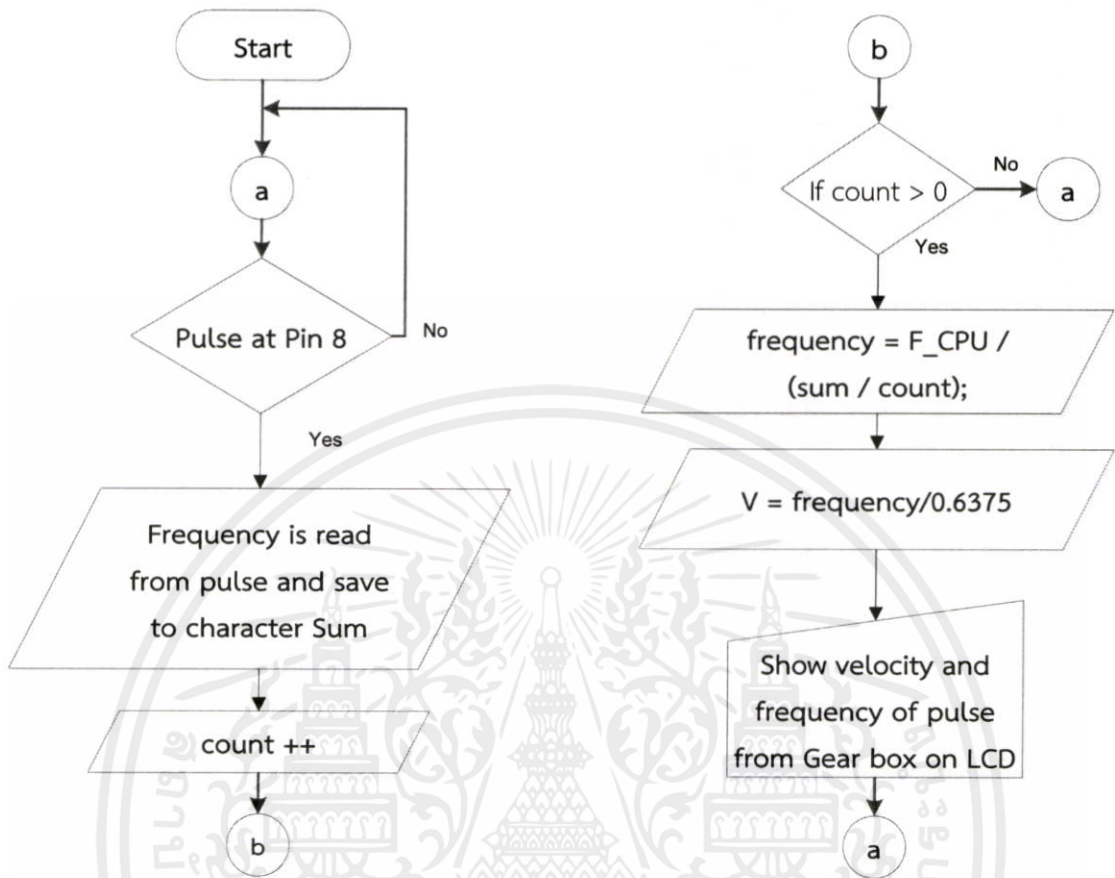 Start
a
Pulse at Pin 8
No
Yes
Frequency is read
from pulse and save
to character Sum
count ++
b
b
If count > 0
No
a
Yes
frequency = F_CPU /
(sum / count);
V = frequency/0.6375
Show velocity and
frequency of pulse
from Gear box on LCD
a